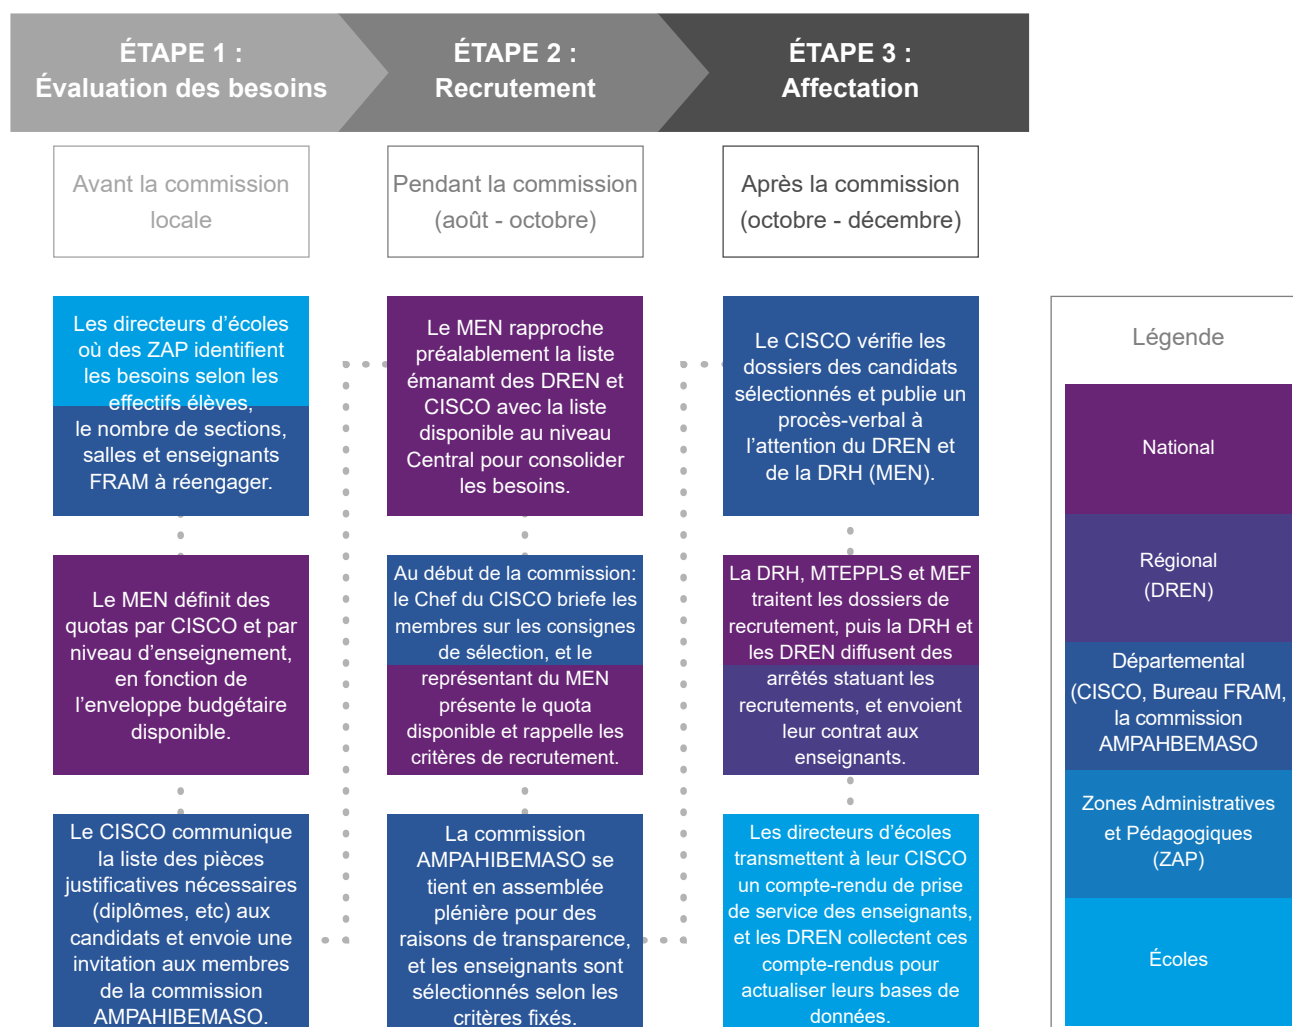 ÉTAPE 1 :
Évaluation des besoins
ÉTAPE 2 :
Recrutement
ÉTAPE 3 :
Affectation
Avant la commission
locale
Pendant la commission
(août - octobre)
Après la commission
(octobre - décembre)
Les directeurs d’écoles
où des ZAP identifient
les besoins selon les
effectifs élèves,
le nombre de sections,
salles et enseignants
FRAM à réengager.
Le MEN définit des
quotas par CISCO et par
niveau d’enseignement,
en fonction de
l’enveloppe budgétaire
disponible.
Le CISCO communique
la liste des pièces
justificatives nécessaires
(diplômes, etc) aux
candidats et envoie une
invitation aux membres
de la commission
AMPAHIBEMASO.
Le MEN rapproche
préalablement la liste
émanamt des DREN et
CISCO avec la liste
disponible au niveau
Central pour consolider
les besoins.
Au début de la commission:
le Chef du CISCO briefe les
membres sur les consignes
de sélection, et le
représentant du MEN
présente le quota
disponible et rappelle les
critères de recrutement.
La commission
AMPAHIBEMASO se
tient en assemblée
plénière pour des
raisons de transparence,
et les enseignants sont
sélectionnés selon les
critères fixés.
Le CISCO vérifie les
dossiers des candidats
sélectionnés et publie un
procès-verbal à
l’attention du DREN et
de la DRH (MEN).
La DRH, MTEPPLS et MEF
traitent les dossiers de
recrutement, puis la DRH et
les DREN diffusent des
arrêtés statuant les
recrutements, et envoient
leur contrat aux
enseignants.
Les directeurs d’écoles
transmettent à leur CISCO
un compte-rendu de prise
de service des enseignants,
et les DREN collectent ces
compte-rendus pour
actualiser leurs bases de
données.
Légende
National
Régional
(DREN)
Départemental
(CISCO, Bureau FRAM,
la commission
AMPAHBEMASO
Zones Administratives
et Pédagogiques
(ZAP)
Écoles